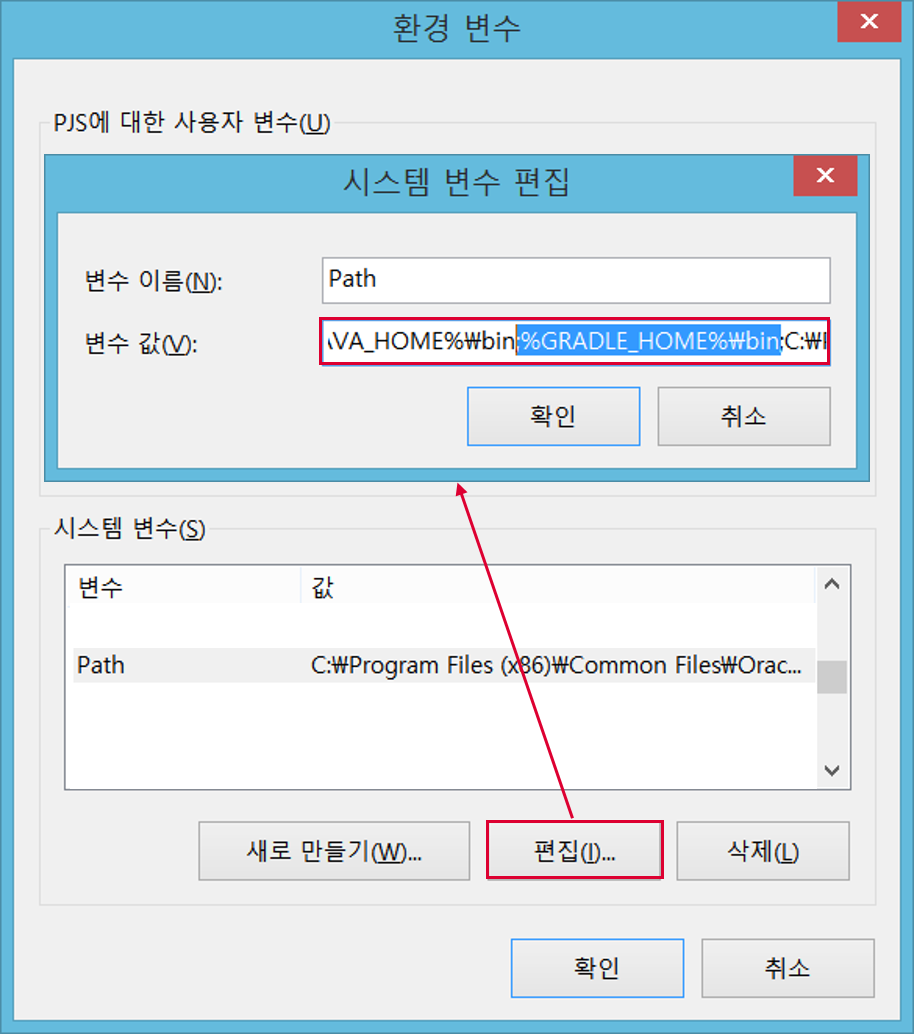 환경 변수
PJS에 대한 사용자 변수(U)
시스템 변수 편집
변수 이름(N):
Path
변수 값(V):
VA_HOME%₩bin;%GRADLE_HOME%₩bin;C:₩
확인
취소
시스템 변수(S)
변수
값
Path
C:₩Program Files (x86)₩Common Files₩Orac...
새로 만들기(W)...
편집(I)...
삭제(L)
확인
취소